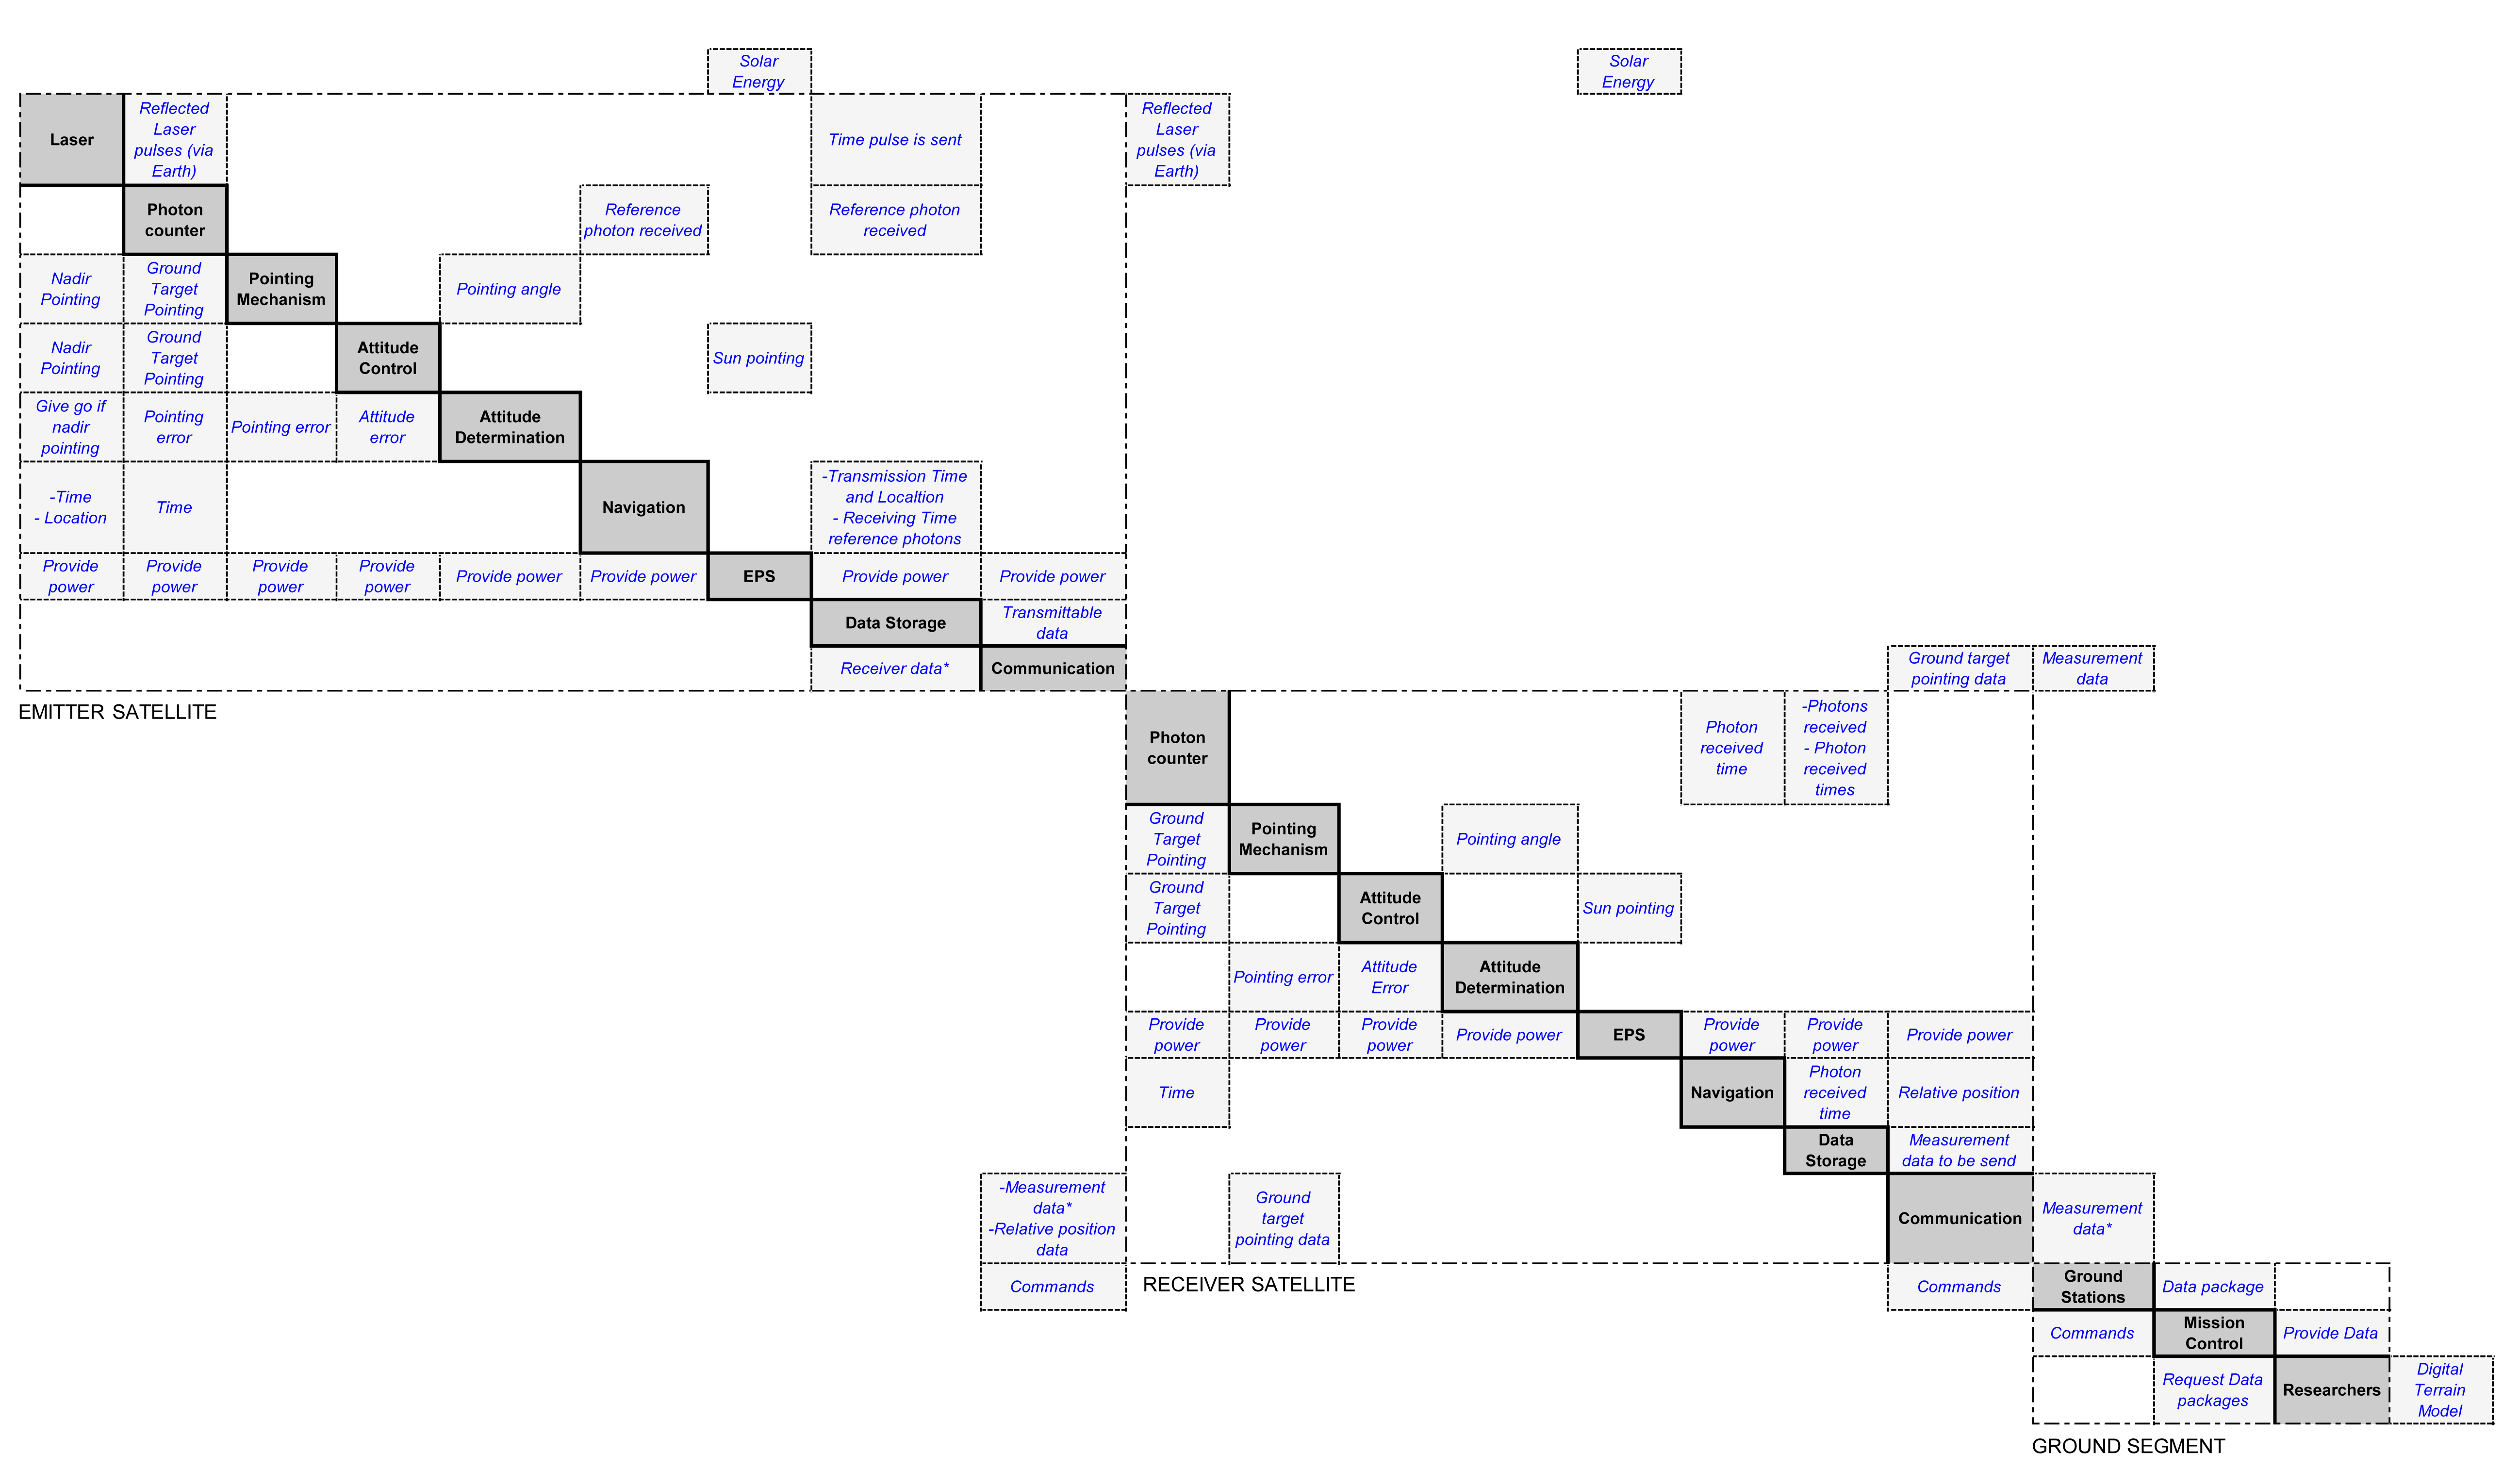 Solar
Energy
Solar
Energy
Laser
Reflected
Laser
pulses (via
Earth)
Time pulse is sent
Reflected
Laser
pulses (via
Earth)
Photon
counter
Reference
photon received
Reference photon
received
Nadir
Pointing
Ground
Target
Pointing
Pointing
Mechanism
Pointing angle
Nadir
Pointing
Ground
Target
Pointing
Attitude
Control
Sun pointing
Give go if
nadir
pointing
Pointing
error
Pointing error
Attitude
error
Attitude
Determination
-Time
- Location
Time
Navigation
-Transmission Time
and Localtion
- Receiving Time
reference photons
Provide
power
Provide
power
Provide
power
Provide
power
Provide power
Provide power
EPS
Provide power
Provide power
Data Storage
Transmittable
data
Receiver data*
Communication
Ground target
pointing data
Measurement
data
EMITTER SATELLITE
Photon
counter
Photon
received
time
-Photons
received
- Photon
received
times
Ground
Target
Pointing
Pointing
Mechanism
Pointing angle
Ground
Target
Pointing
Attitude
Control
Sun pointing
Pointing error
Attitude
Error
Attitude
Determination
Provide
power
Provide
power
Provide
power
Provide power
EPS
Provide
power
Provide
power
Provide power
Time
Navigation
Photon
received
time
Relative position
Data
Storage
Measurement
data to be send
-Measurement
data*
-Relative position
data
Ground
target
pointing data
Communication
Measurement
data*
Commands
RECEIVER SATELLITE
Commands
Ground
Stations
Data package
Commands
Mission
Control
Provide Data
Request Data
packages
Researchers
Digital
Terrain
Model
GROUND SEGMENT